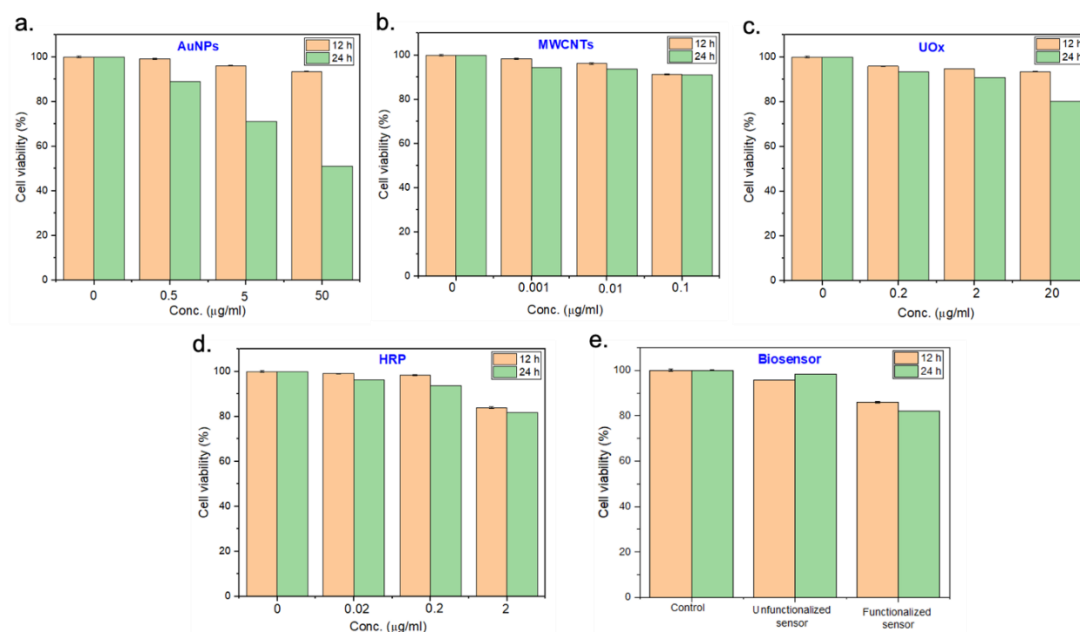 a.
AuNPs
12 h
24 h
Cell viability (%)
100
80
60
40
20
0
0 0.5 5 50
Conc. (μg/ml)
b.
MWCNTs
12 h
24 h
Cell viability (%)
100
80
60
40
20
0
0 0.001 0.01 0.1
Conc. (μg/ml)
c.
UOx
12 h
24 h
Cell viability (%)
100
80
60
40
20
0
0 0.2 2 20
Conc. (μg/ml)
d.
HRP
12 h
24 h
Cell viability (%)
100
80
60
40
20
0
0 0.02 0.2 2
Conc. (μg/ml)
e.
Biosensor
12 h
24 h
Cell viability (%)
100
80
60
40
20
0
Control Unfunctionalized Functionalized
sensor sensor